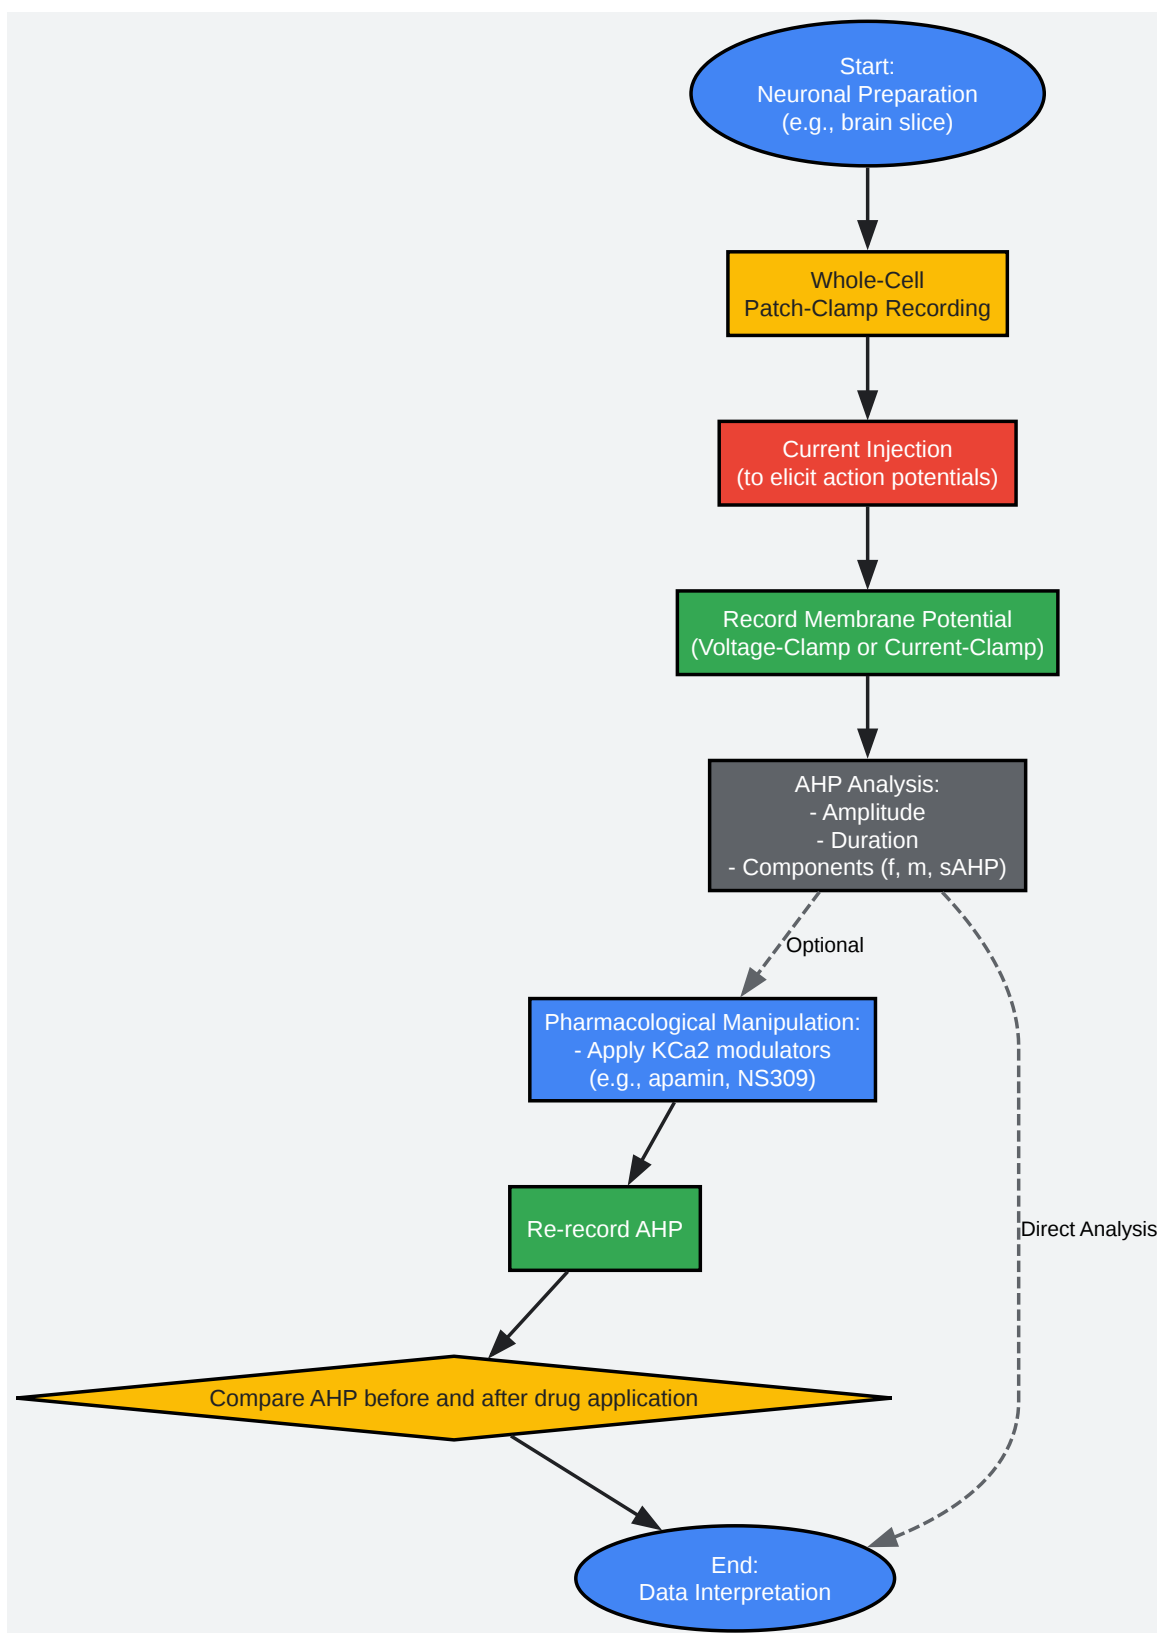 Start:
Neuronal Preparation
(e.g., brain slice)
Whole-Cell
Patch-Clamp Recording
Current Injection
(to elicit action potentials)
Record Membrane Potential
(Voltage-Clamp or Current-Clamp)
AHP Analysis:
- Amplitude
- Duration
- Components (f, m, sAHP)
Optional
Pharmacological Manipulation:
- Apply KCa2 modulators
(e.g., apamin, NS309)
Re-record AHP
Direct Analysis
Compare AHP before and after drug application
End:
Data Interpretation